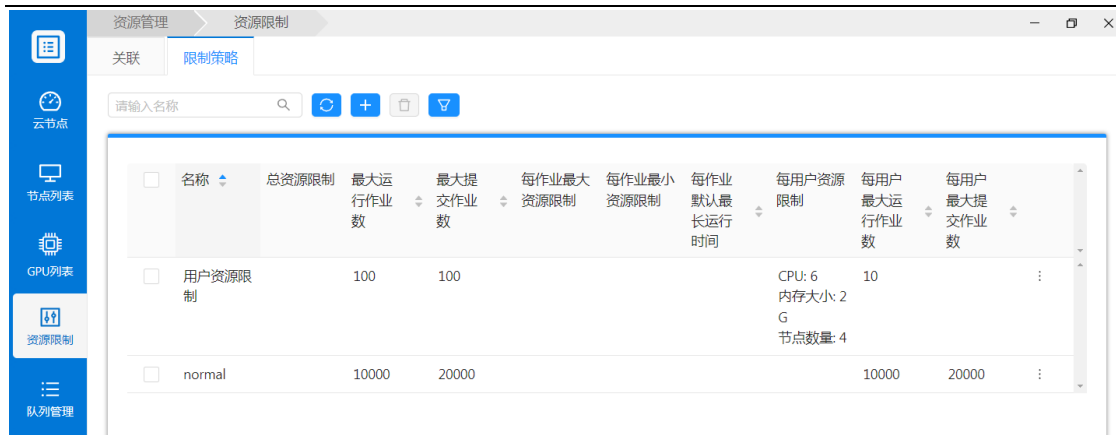 资源管理 资源限制
关联 限制策略
请输入名称
云节点
节点列表
GPU列表
资源限制
队列管理
名称
总资源限制
最大运
行作业
数
最大提
交作业
数
每作业最大
资源限制
每作业最小
资源限制
每作业
默认最
长运行
时间
每用户资源
限制
每用户
最大运
行作业
数
每用户
最大提
交作业
数
用户资源限
制
100
100
CPU: 6
内存大小: 2
G
节点数量: 4
10
normal
10000
20000
10000
20000